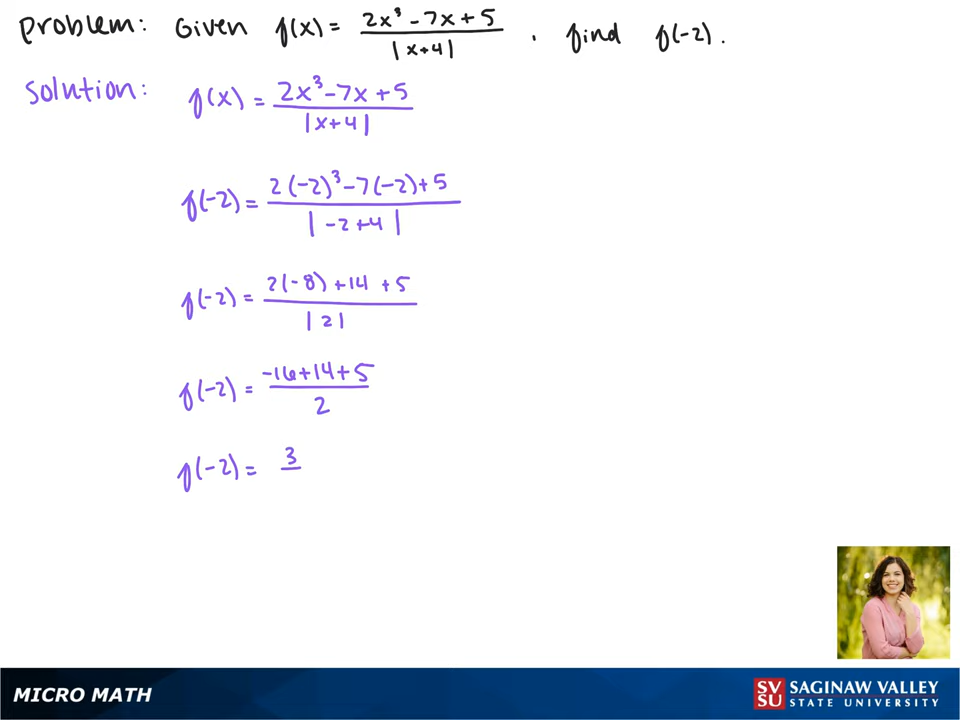 Problem: Given f(x) = (2x³ - 7x + 5) / |x+4| , find f(-2).
Solution: f(x) = (2x³ - 7x + 5) / |x+4|
f(-2) = (2(-2)³ - 7(-2) + 5) / |-2+4|
f(-2) = (2(-8) + 14 + 5) / |2|
f(-2) = (-16+14+5) / 2
f(-2) = 3 /
MICRO MATH
SVSU SAGINAW VALLEY
STATE UNIVERSITY